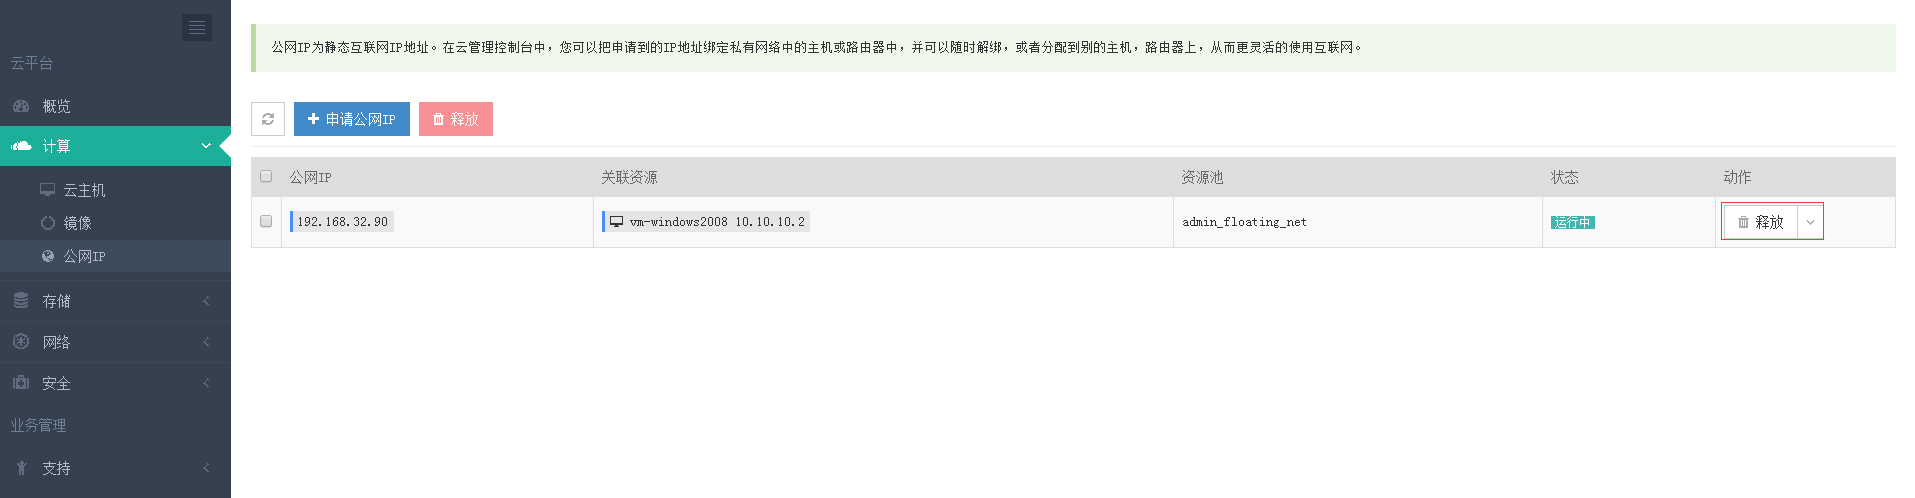 云平台
概览
计算
云主机
镜像
公网IP
存储
网络
安全
业务管理
支持
公网IP为静态互联网IP地址。在云管理控制台中，您可以把申请到的IP地址绑定私有网络中的主机或路由器中，并可以随时解绑，或者分配到别的主机，路由器上，从而更灵活的使用互联网。
申请公网IP 释放
公网IP 关联资源 资源池 状态 动作
192.168.32.90 vm-windows2008 10.10.10.2 admin_floating_net 运行中 释放